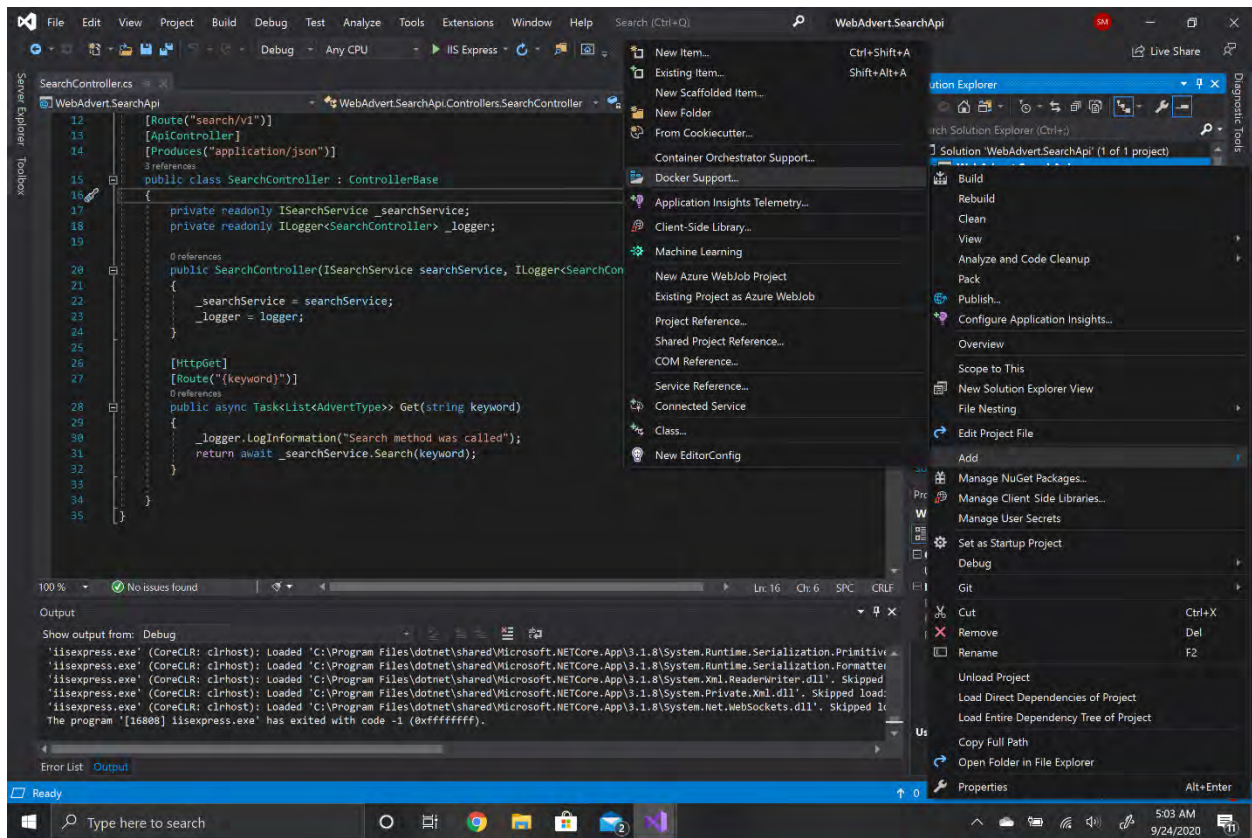 File Edit View Project Build Debug Test Analyze Tools Extensions Window Help Search (Ctrl+Q) WebAdvert.SearchApi SM
Debug Any CPU IIS Express Live Share
Server Explorer
Toolbox
Diagnostic Tools
SearchController.cs
WebAdvert.SearchApi WebAdvert.SearchApi.Controllers.SearchController
12 [Route("search/v1")]
13 [ApiController]
14 [Produces("application/json")]
3 references
15 public class SearchController : ControllerBase
16 {
17 private readonly ISearchService _searchService;
18 private readonly ILogger<SearchController> _logger;
19
0 references
20 public SearchController(ISearchService searchService, ILogger<SearchCon
21 {
22 _searchService = searchService;
23 _logger = logger;
24 }
25
26 [HttpGet]
27 [Route("{keyword}")]
0 references
28 public async Task<List<AdvertType>> Get(string keyword)
29 {
30 _logger.LogInformation("Search method was called");
31 return await _searchService.Search(keyword);
32 }
33
34 }
35 }
100 % No issues found Ln: 16 Ch: 6 SPC CRLF
Output
Show output from: Debug
'iisexpress.exe' (CoreCLR: clrhost): Loaded 'C:\Program Files\dotnet\shared\Microsoft.NETCore.App\3.1.8\System.Runtime.Serialization.Primitive
'iisexpress.exe' (CoreCLR: clrhost): Loaded 'C:\Program Files\dotnet\shared\Microsoft.NETCore.App\3.1.8\System.Runtime.Serialization.Formatter
'iisexpress.exe' (CoreCLR: clrhost): Loaded 'C:\Program Files\dotnet\shared\Microsoft.NETCore.App\3.1.8\System.Xml.ReaderWriter.dll'. Skipped
'iisexpress.exe' (CoreCLR: clrhost): Loaded 'C:\Program Files\dotnet\shared\Microsoft.NETCore.App\3.1.8\System.Private.Xml.dll'. Skipped loadi
'iisexpress.exe' (CoreCLR: clrhost): Loaded 'C:\Program Files\dotnet\shared\Microsoft.NETCore.App\3.1.8\System.Net.WebSockets.dll'. Skipped lo
The program '[16808] iisexpress.exe' has exited with code -1 (0xffffffff).
Error List Output
Ready
New Item... Ctrl+Shift+A
Existing Item... Shift+Alt+A
New Scaffolded Item...
New Folder
From Cookiecutter...
Container Orchestrator Support...
Docker Support...
Application Insights Telemetry...
Client-Side Library...
Machine Learning
New Azure WebJob Project
Existing Project as Azure WebJob
Project Reference...
Shared Project Reference...
COM Reference...
Service Reference...
Connected Service
Class...
New EditorConfig
ution Explorer
rch Solution Explorer (Ctrl+;)
Solution 'WebAdvert.SearchApi' (1 of 1 project)
Build
Rebuild
Clean
View
Analyze and Code Cleanup
Pack
Publish...
Configure Application Insights...
Overview
Scope to This
New Solution Explorer View
File Nesting
Edit Project File
Add
Manage NuGet Packages...
Manage Client-Side Libraries...
Manage User Secrets
Set as Startup Project
Debug
Git
Cut Ctrl+X
Remove Del
Rename F2
Unload Project
Load Direct Dependencies of Project
Load Entire Dependency Tree of Project
Copy Full Path
Open Folder in File Explorer
Properties Alt+Enter
Type here to search 2
5:03 AM
9/24/2020
11